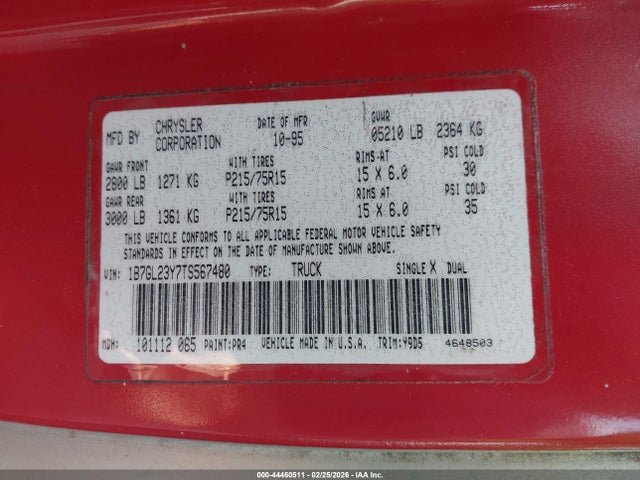 MFD BY CHRYSLER CORPORATION DATE OF MFR 10-95 GVWR 05210 LB 2364 KG
GAWR FRONT WITH TIRES RIMS AT PSI COLD
2800 LB 1271 KG P215/75R15 15 X 6.0 30
GAWR REAR WITH TIRES RIMS AT PSI COLD
3000 LB 1361 KG P215/75R15 15 X 6.0 35
THIS VEHICLE CONFORMS TO ALL APPLICABLE FEDERAL MOTOR VEHICLE SAFETY
STANDARDS IN EFFECT ON THE DATE OF MANUFACTURE SHOWN ABOVE.
VIN: 1B7GL23Y7TS567480 TYPE: TRUCK SINGLE X DUAL
MDH: 101112 065 PAINT:PR4 VEHICLE MADE IN U.S.A. TRIM:Y9D5 4648503
000-44460511 - 02/25/2026 - COPYRIGHT IAA, LLC.